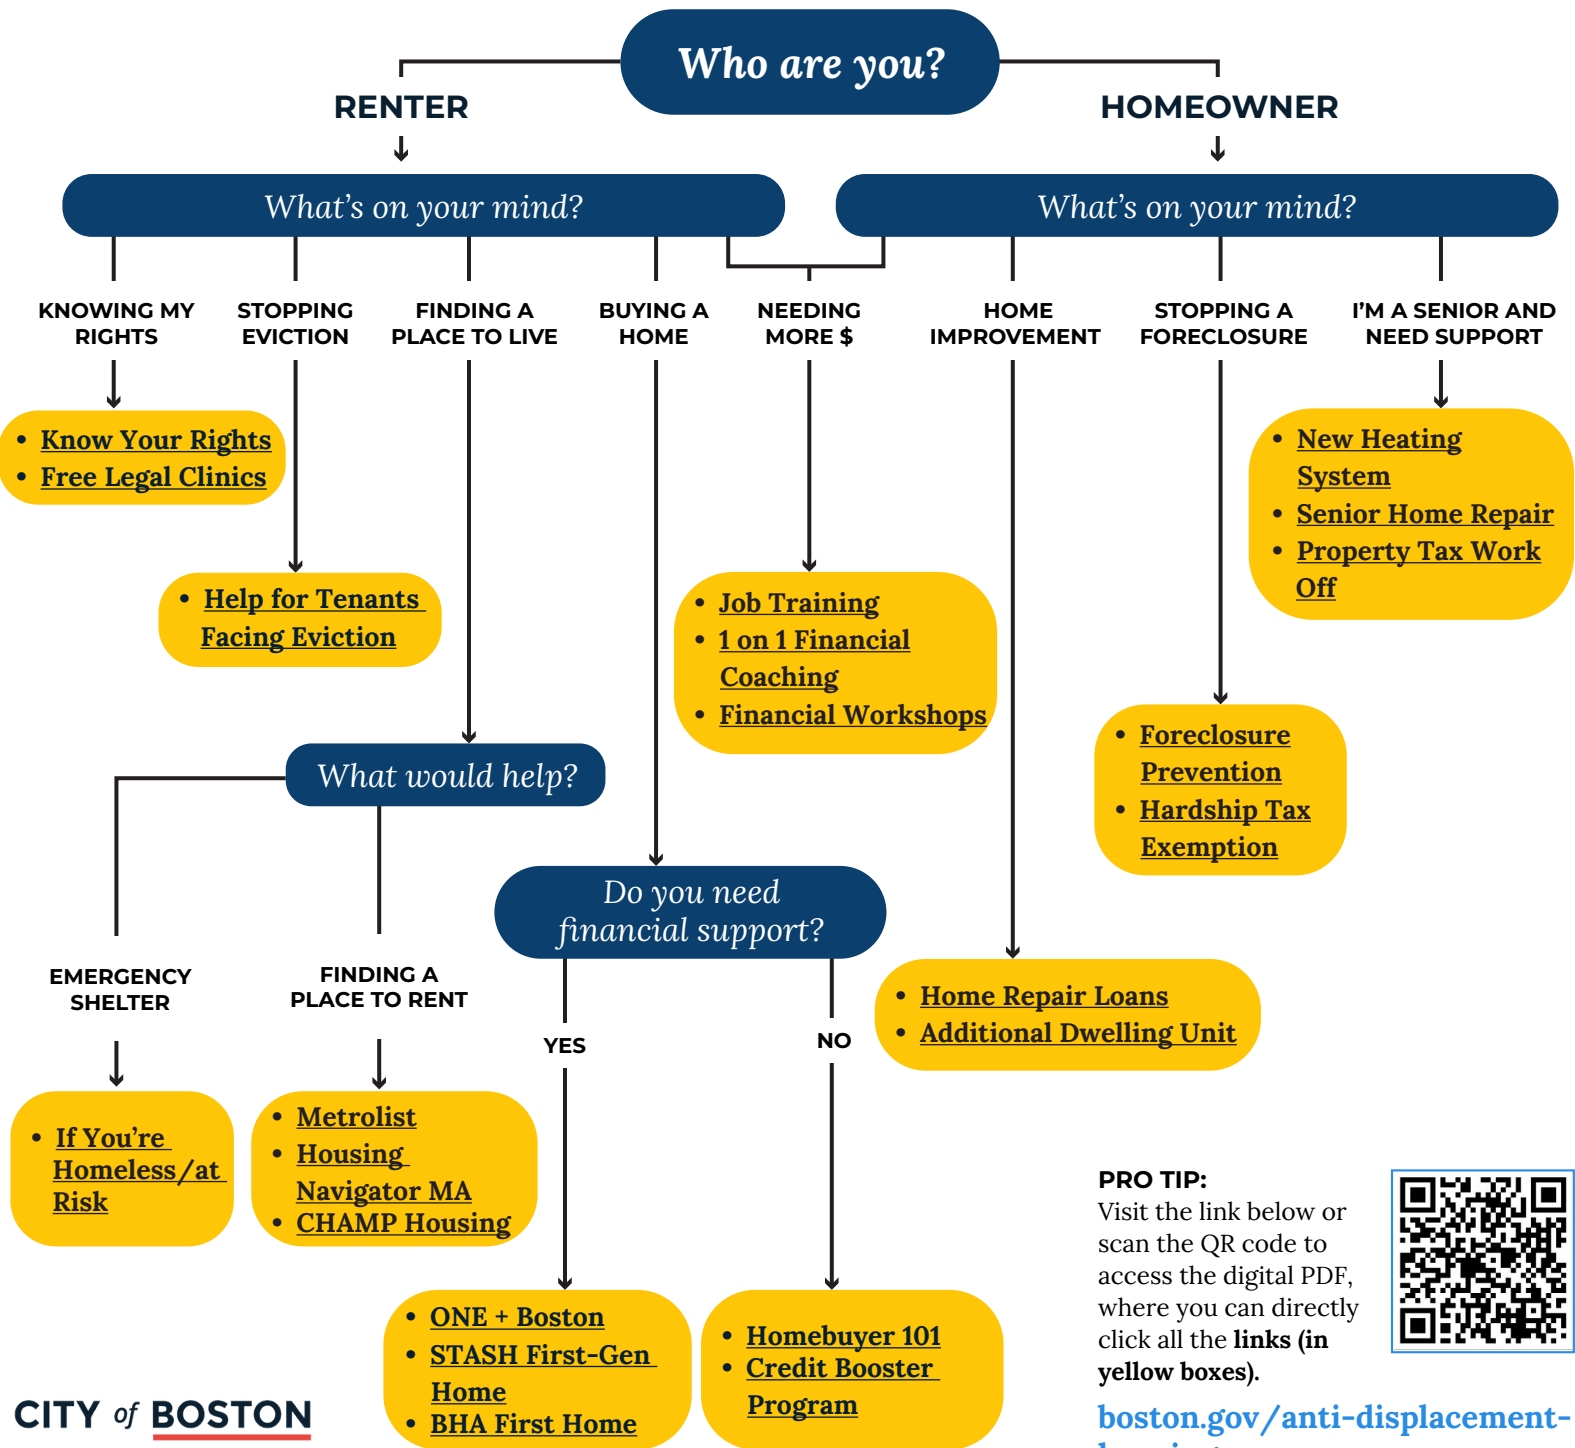 Who are you?
RENTER
HOMEOWNER
What's on your mind?
What's on your mind?
KNOWING MY
RIGHTS
STOPPING
EVICTION
FINDING A
PLACE TO LIVE
BUYING A
HOME
NEEDING
MORE $
HOME
IMPROVEMENT
STOPPING A
FORECLOSURE
I'M A SENIOR AND
NEED SUPPORT
• Know Your Rights
• Free Legal Clinics
• New Heating
System
• Senior Home Repair
• Property Tax Work
Off
• Help for Tenants
Facing Eviction
• Job Training
• 1 on 1 Financial
Coaching
• Financial Workshops
• Foreclosure
Prevention
• Hardship Tax
Exemption
What would help?
Do you need
financial support?
EMERGENCY
SHELTER
FINDING A
PLACE TO RENT
• Home Repair Loans
• Additional Dwelling Unit
YES
NO
• If You're
Homeless/at
Risk
• Metrolist
• Housing
Navigator MA
• CHAMP Housing
• ONE + Boston
• STASH First-Gen
Home
• BHA First Home
• Homebuyer 101
• Credit Booster
Program
PRO TIP:
Visit the link below or
scan the QR code to
access the digital PDF,
where you can directly
click all the links (in
yellow boxes).
boston.gov/anti-displacement-
CITY of BOSTON